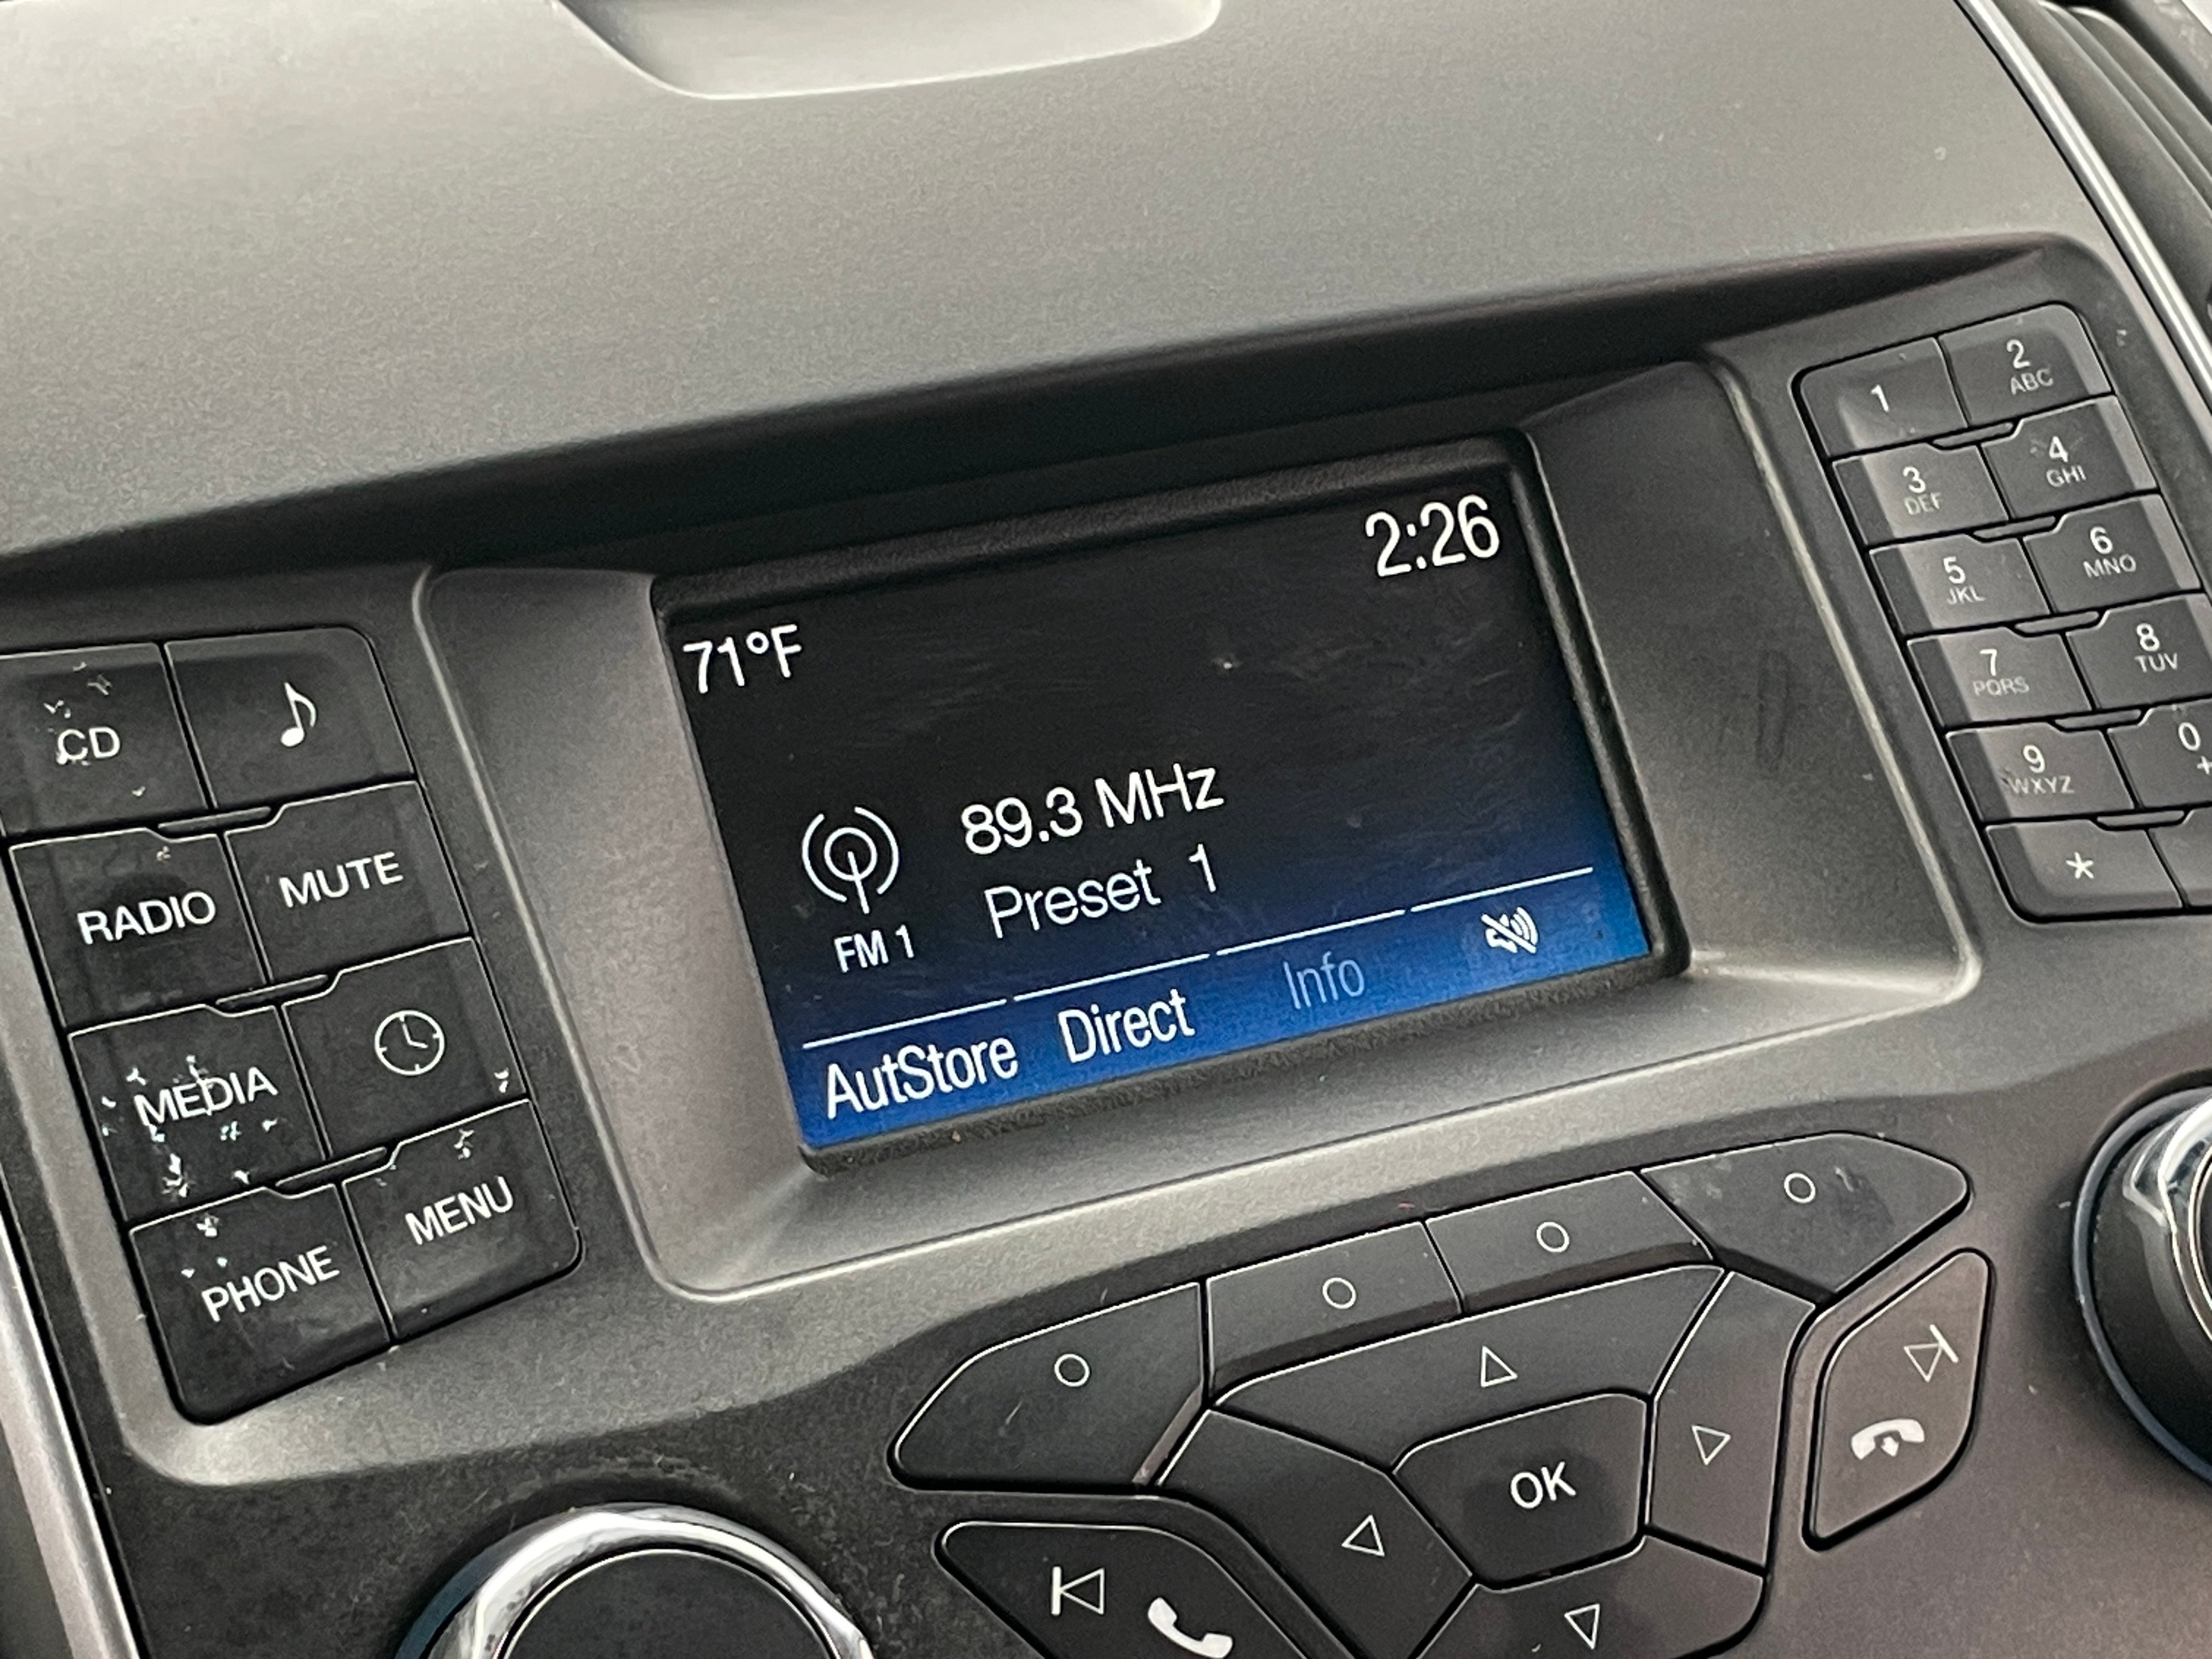 2:26
71°F
89.3 MHz
Preset 1
FM 1
AutStore Direct Info
CD
RADIO MUTE
MEDIA
PHONE MENU
1 2 ABC
3 DEF 4 GHI
5 JKL 6 MNO
7 PQRS 8 TUV
9 WXYZ 0 +
*
OK